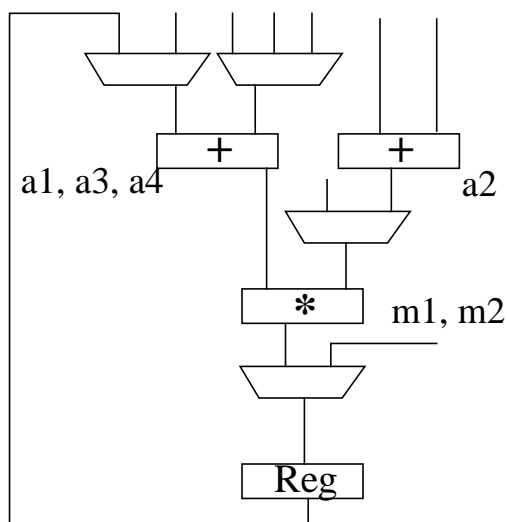 +
+
a1, a3, a4
a2
*
m1, m2
Reg